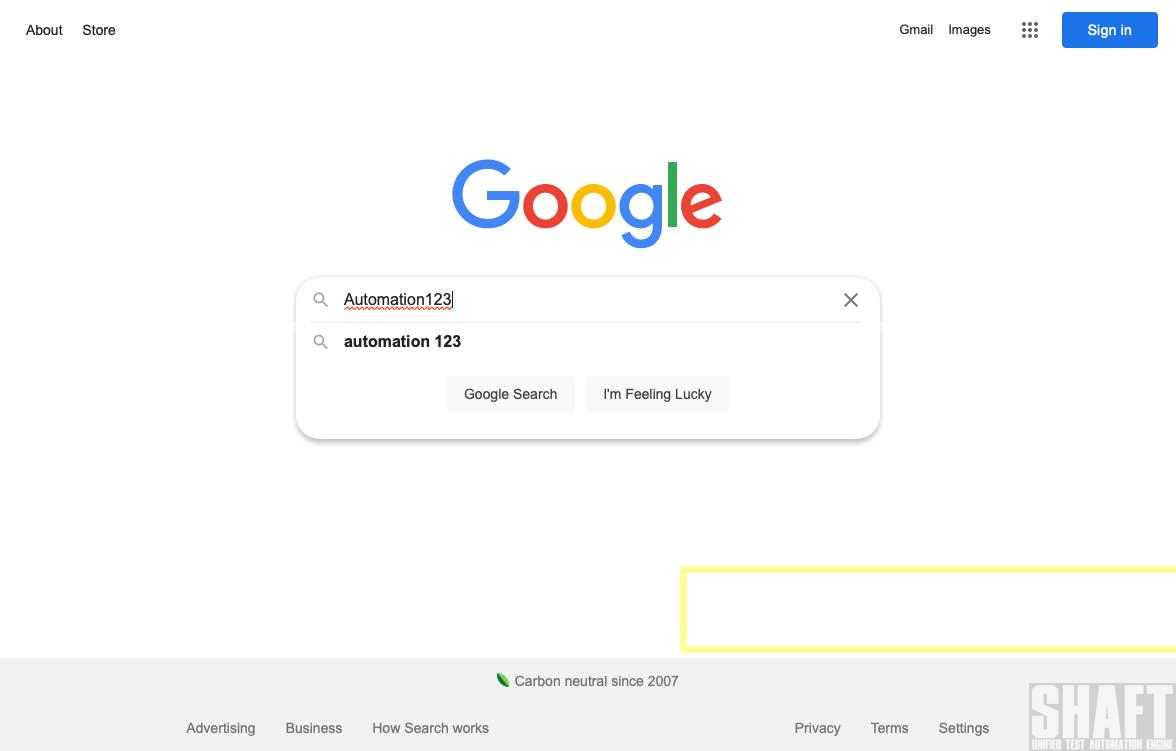 About Store Gmail Images Sign in
Google
Automation123
automation 123
Google Search I'm Feeling Lucky
Carbon neutral since 2007
Advertising Business How Search works Privacy Terms Settings
SHAFT
UNIFIED TEST AUTOMATION ENGINE